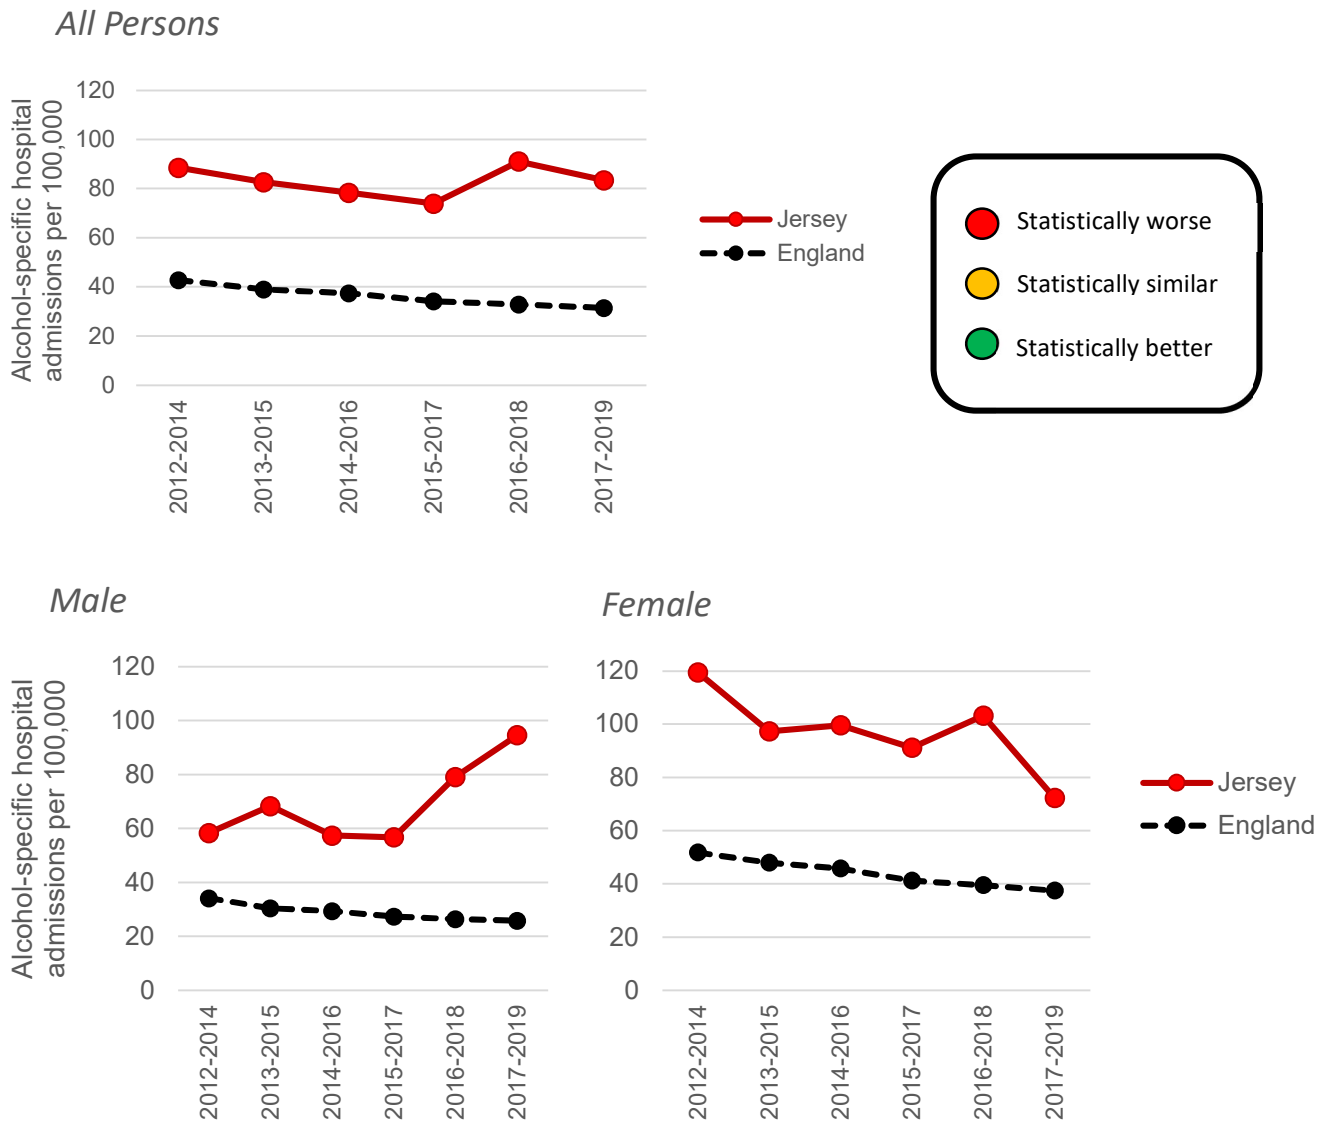 All Persons
Alcohol-specific hospital
admissions per 100,000
120
100
80
60
40
20
0
2012-2014
2013-2015
2014-2016
2015-2017
2016-2018
2017-2019
Jersey
England
Statistically worse
Statistically similar
Statistically better
Male
Alcohol-specific hospital
admissions per 100,000
120
100
80
60
40
20
0
2012-2014
2013-2015
2014-2016
2015-2017
2016-2018
2017-2019
Female
120
100
80
60
40
20
0
2012-2014
2013-2015
2014-2016
2015-2017
2016-2018
2017-2019
Jersey
England